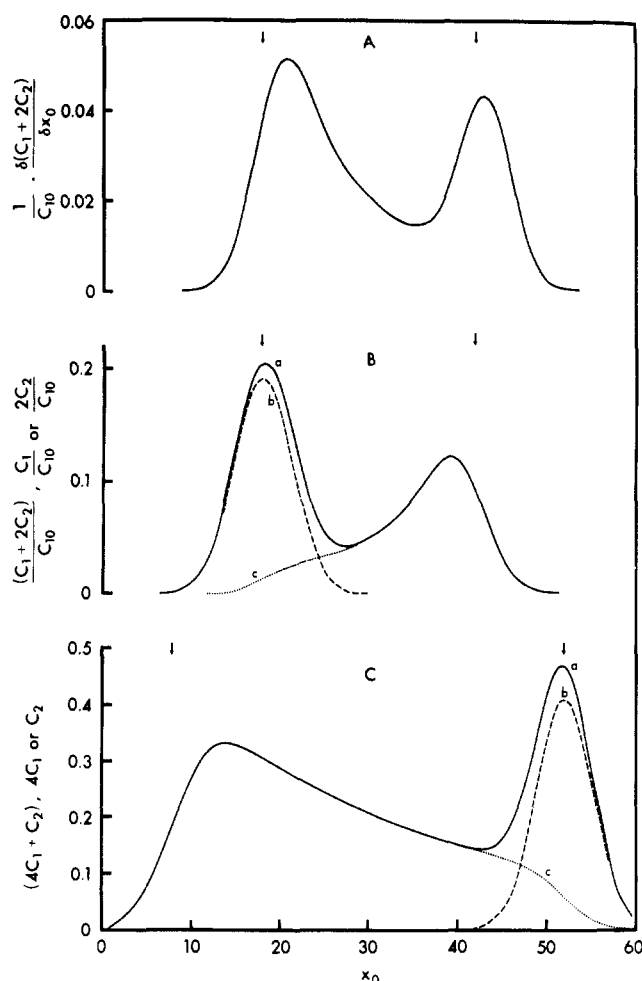 A
0.06
0.04
0.02
0
1/C₁₀ · δ(C₁ + 2C₂)/δx₀
B
a
b
c
0.2
0.1
0
(C₁ + 2C₂)/C₁₀ , C₁/C₁₀ or 2C₂/C₁₀
C
a
b
c
0.5
0.4
0.3
0.2
0.1
0
(4C₁ + C₂), 4C₁ or C₂
0 10 20 30 40 50 60
x₀